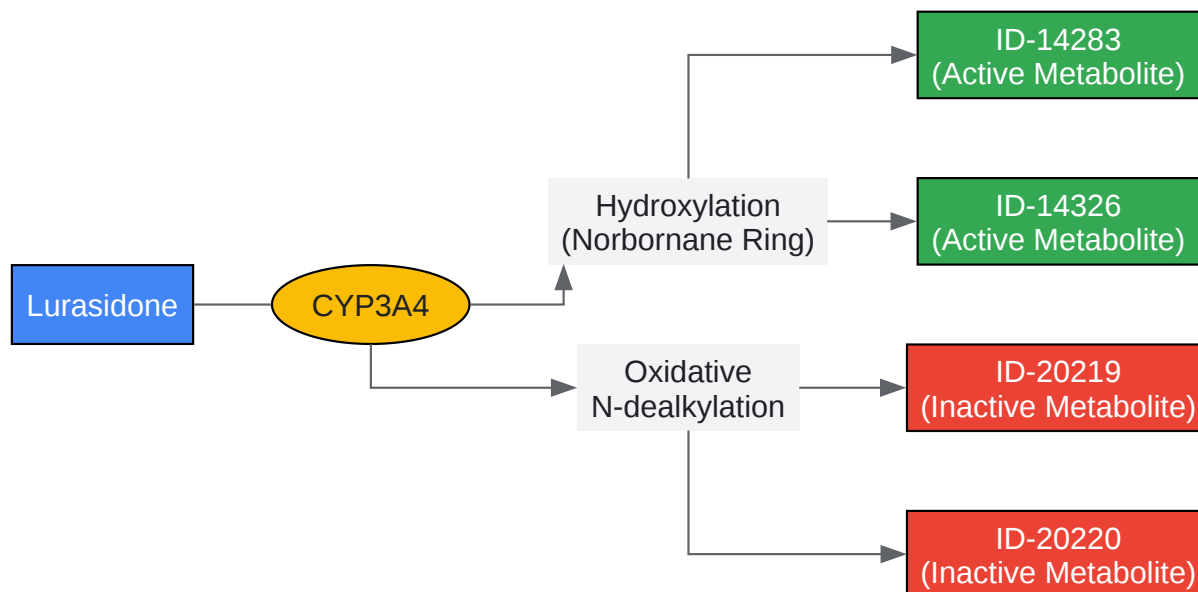 Lurasidone
CYP3A4
Hydroxylation
(Norbornane Ring)
Oxidative
N-dealkylation
ID-14283
(Active Metabolite)
ID-14326
(Active Metabolite)
ID-20219
(Inactive Metabolite)
ID-20220
(Inactive Metabolite)